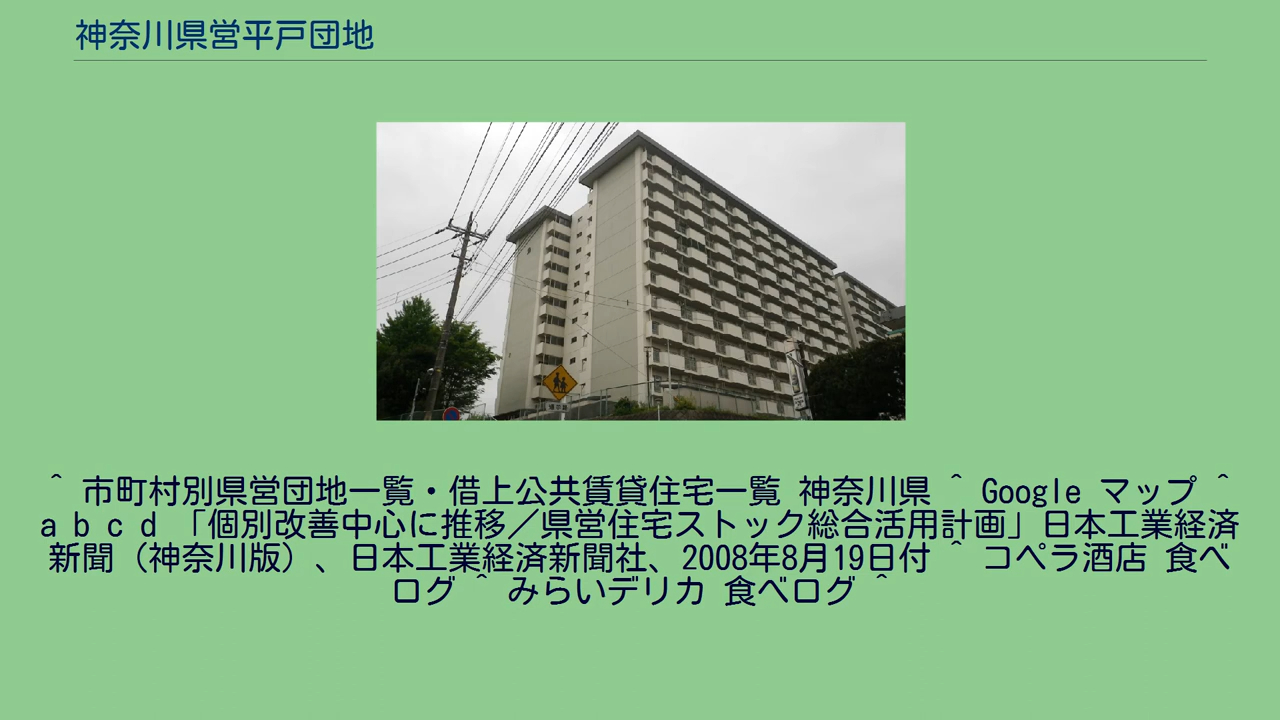 神奈川県営平戸団地
^ 市町村別県営団地一覧・借上公共賃貸住宅一覧 神奈川県 ^ Google マップ ^
a b c d 「個別改善中心に推移／県営住宅ストック総合活用計画」日本工業経済
新聞（神奈川版）、日本工業経済新聞社、2008年8月19日付 ^ コペラ酒店 食べ
ログ ^ みらいデリカ 食べログ ^